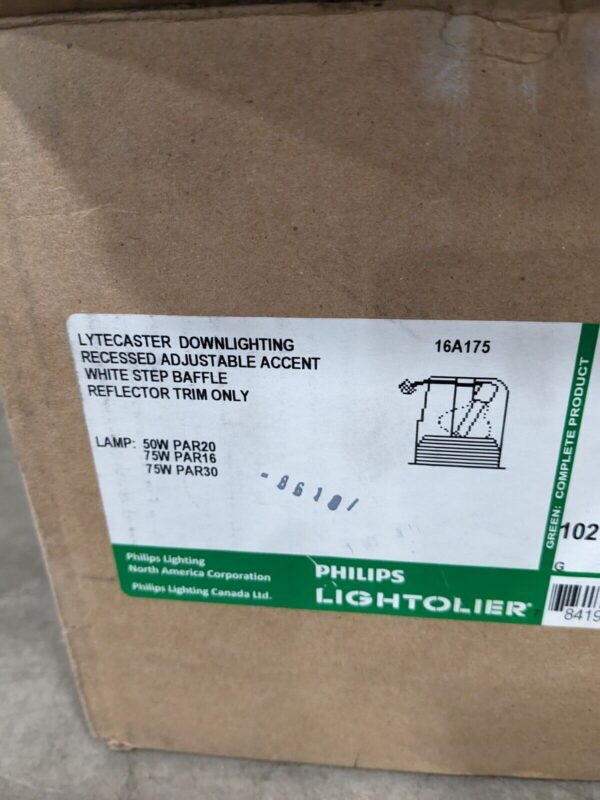 LYTECASTER DOWNLIGHTING
RECESSED ADJUSTABLE ACCENT
WHITE STEP BAFFLE
REFLECTOR TRIM ONLY
16A175
LAMP: 50W PAR20
75W PAR16
75W PAR30
Philips Lighting
North America Corporation
Philips Lighting Canada Ltd.
PHILIPS
LIGHTOLIER
GREEN: COMPLETE PRODUCT
102
G
8419